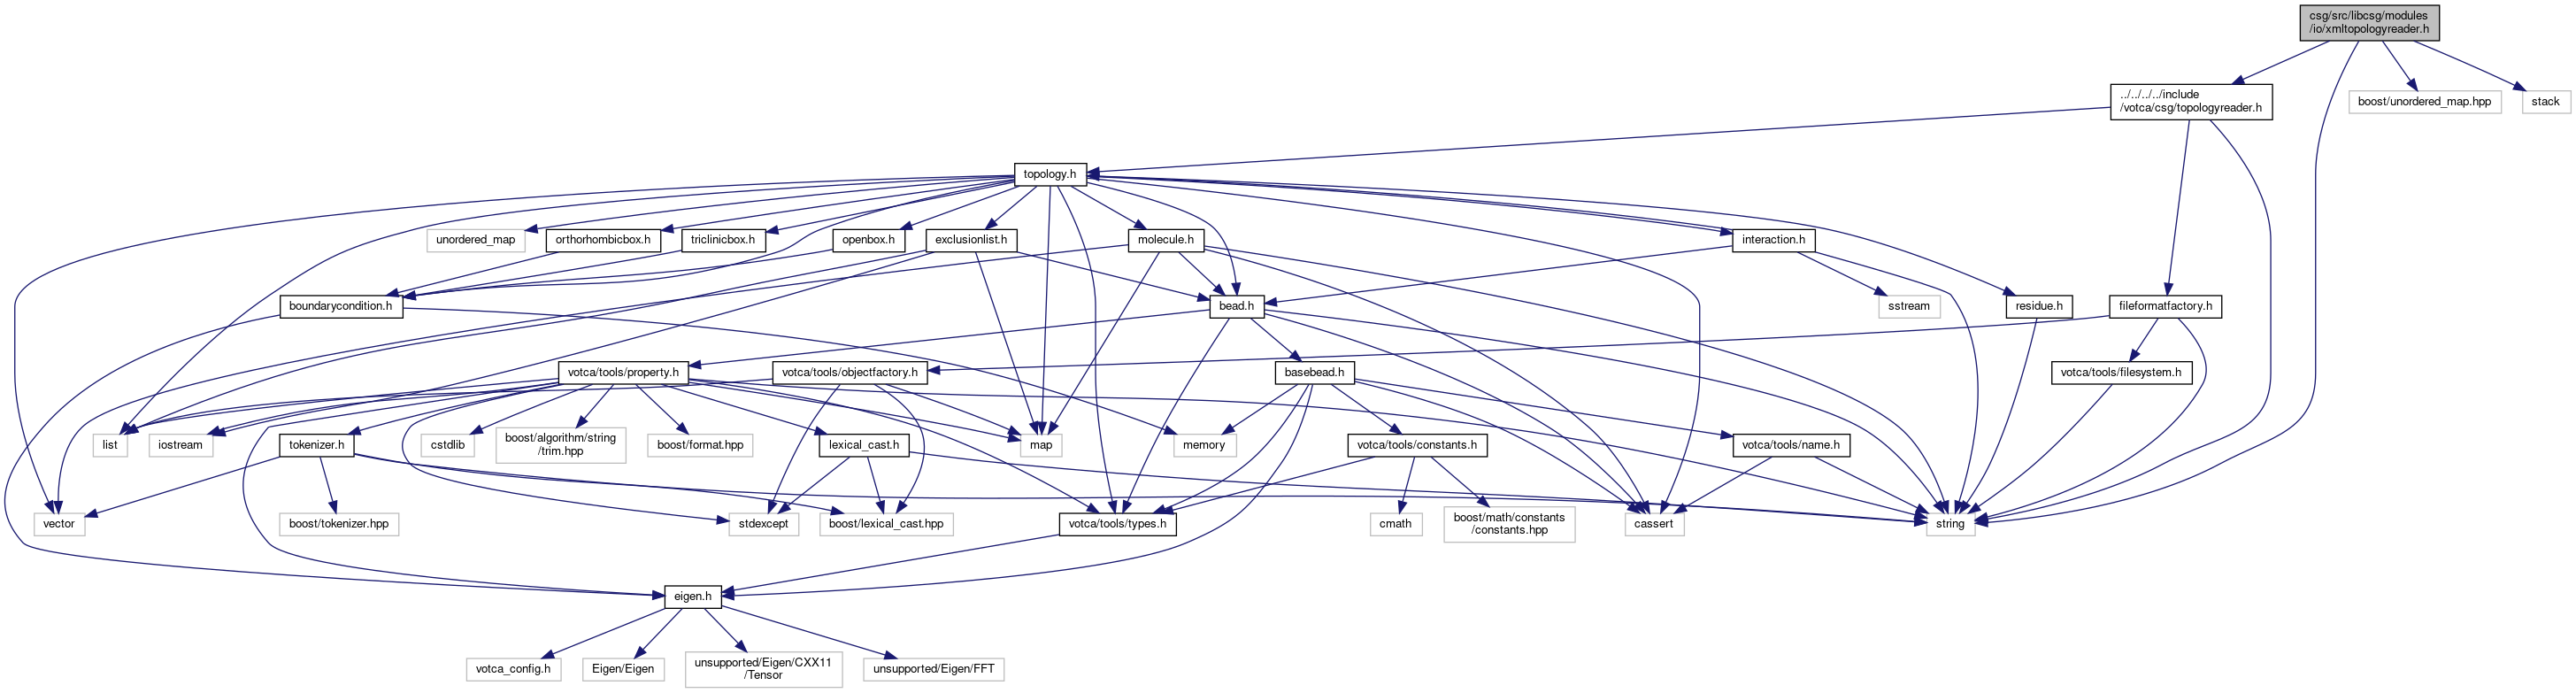 csg/src/libcsg/modules
/io/xmltopologyreader.h
../../../../include
/votca/csg/topologyreader.h
boost/unordered_map.hpp
stack
topology.h
unordered_map
orthorhombicbox.h
triclinicbox.h
openbox.h
exclusionlist.h
molecule.h
interaction.h
boundarycondition.h
bead.h
sstream
residue.h
fileformatfactory.h
votca/tools/property.h
votca/tools/objectfactory.h
basebead.h
votca/tools/filesystem.h
list
iostream
tokenizer.h
cstdlib
boost/algorithm/string
/trim.hpp
boost/format.hpp
lexical_cast.h
map
memory
votca/tools/constants.h
votca/tools/name.h
vector
boost/tokenizer.hpp
stdexcept
boost/lexical_cast.hpp
votca/tools/types.h
cmath
boost/math/constants
/constants.hpp
cassert
string
eigen.h
votca_config.h
Eigen/Eigen
unsupported/Eigen/CXX11
/Tensor
unsupported/Eigen/FFT